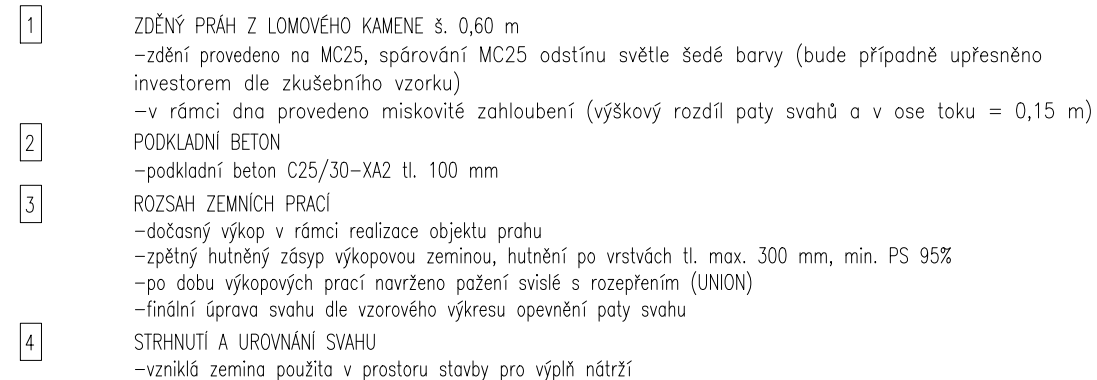 1 ZDĚNÝ PRÁH Z LOMOVÉHO KAMENE š. 0,60 m
–zdění provedeno na MC25, spárování MC25 odstínu světle šedé barvy (bude případně upřesněno
investorem dle zkušebního vzorku)
–v rámci dna provedeno miskovité zahloubení (výškový rozdíl paty svahů a v ose toku = 0,15 m)
2 PODKLADNÍ BETON
–podkladní beton C25/30–XA2 tl. 100 mm
3 ROZSAH ZEMNÍCH PRACÍ
–dočasný výkop v rámci realizace objektu prahu
–zpětný hutněný zásyp výkopovou zeminou, hutnění po vrstvách tl. max. 300 mm, min. PS 95%
–po dobu výkopových prací navrženo pažení svislé s rozepřením (UNION)
–finální úprava svahu dle vzorového výkresu opevnění paty svahu
4 STRHNUTÍ A UROVNÁNÍ SVAHU
–vzniklá zemina použita v prostoru stavby pro výplň nátrží